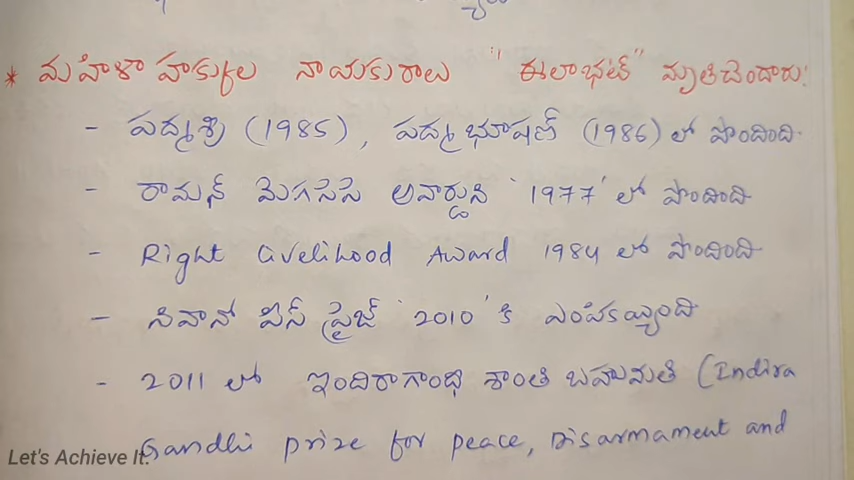 * మహిళా హక్కుల నాయకురాలు "ఈలాభట్" మృతిచెందారు:
- పద్మశ్రీ (1985), పద్మభూషణ్ (1986) లో పొందింది.
- రామన్ మెగసెసె అవార్డుని '1977' లో పొందింది
- Right Livelihood Award 1984 లో పొందింది
- నివానో పీస్ ప్రైజ్ '2010' కి ఎంపికయ్యింది
- 2011 లో ఇందిరాగాంధీ శాంతి బహుమతి (Indira
Gandhi prize for peace, Disarmament and
Let's Achieve It.